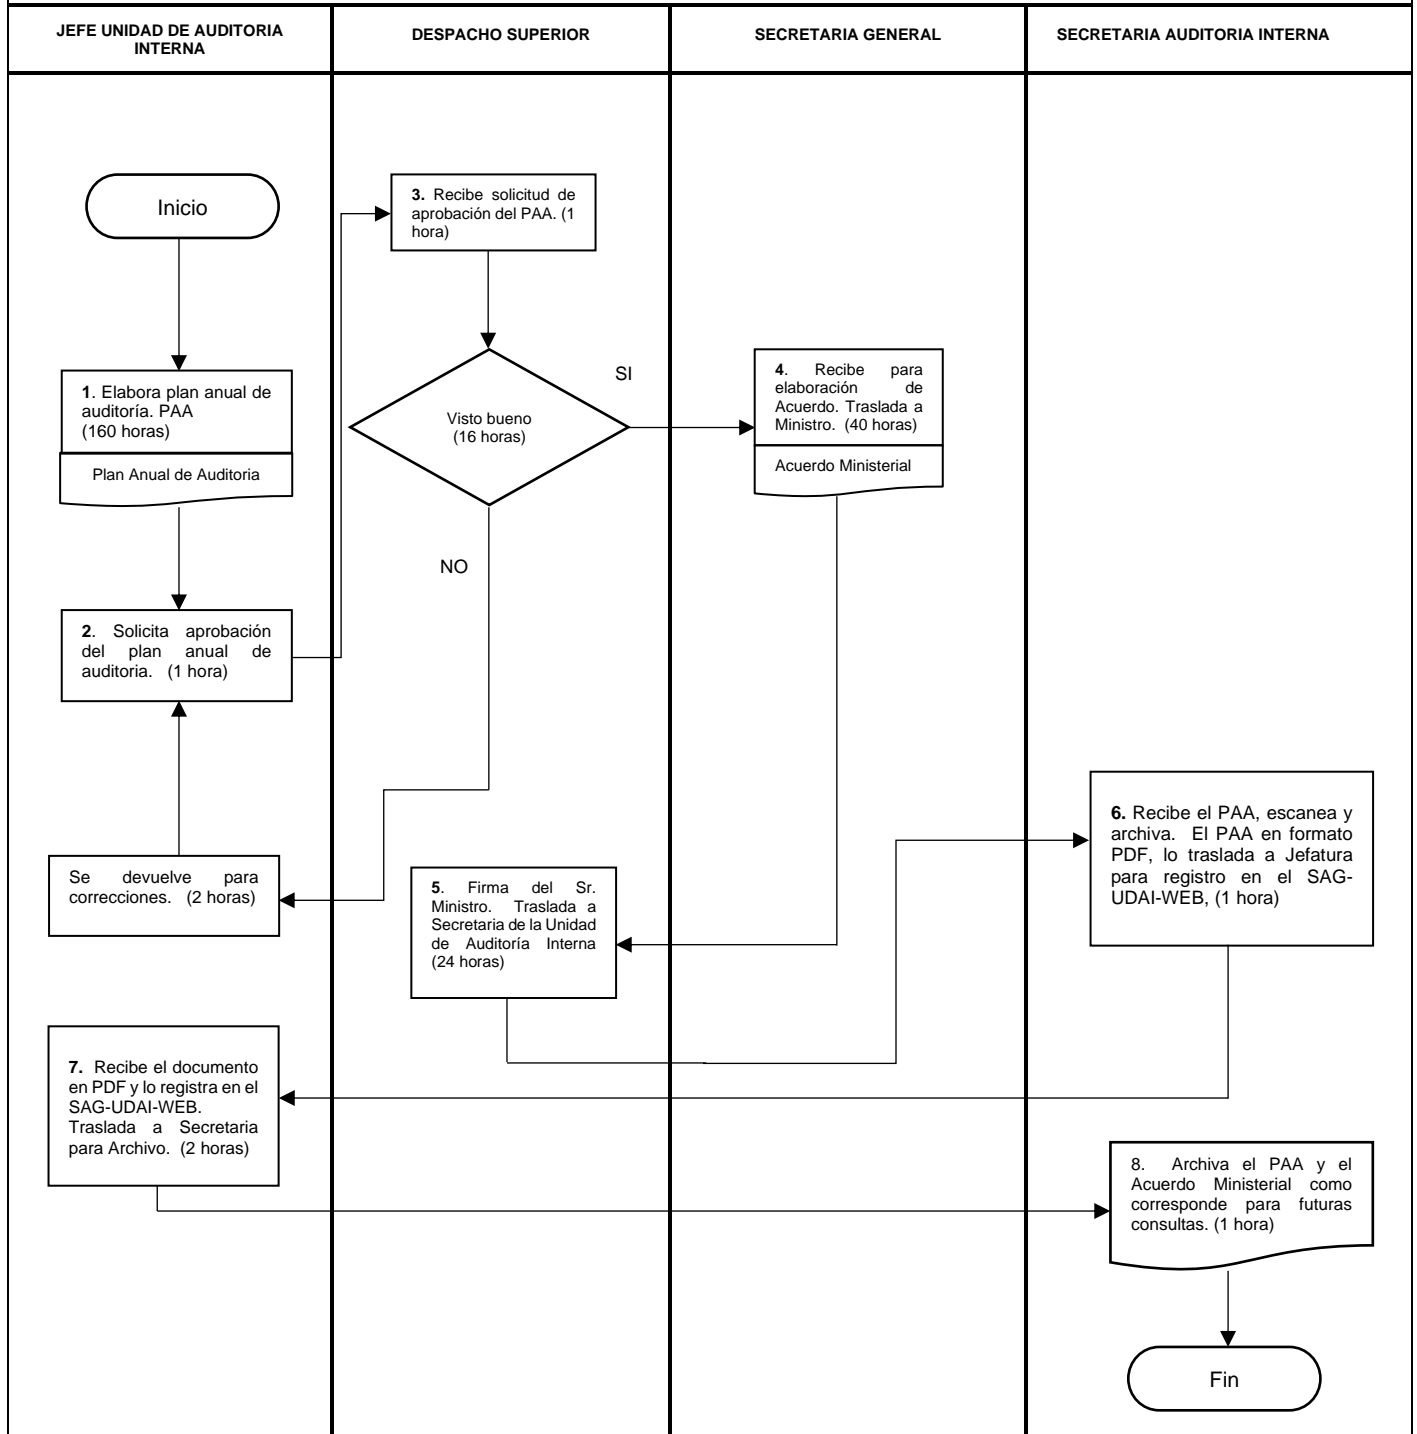 JEFE UNIDAD DE AUDITORIA
INTERNA
DESPACHO SUPERIOR
SECRETARIA GENERAL
SECRETARIA AUDITORIA INTERNA
Inicio
3. Recibe solicitud de
aprobación del PAA. (1
hora)
1. Elabora plan anual de
auditoría. PAA
(160 horas)
Plan Anual de Auditoria
Visto bueno
(16 horas)
SI
NO
4. Recibe para
elaboración de
Acuerdo. Traslada a
Ministro. (40 horas)
Acuerdo Ministerial
2. Solicita aprobación
del plan anual de
auditoria. (1 hora)
Se devuelve para
correcciones. (2 horas)
5. Firma del Sr.
Ministro. Traslada a
Secretaria de la Unidad
de Auditoría Interna
(24 horas)
6. Recibe el PAA, escanea y
archiva. El PAA en formato
PDF, lo traslada a Jefatura
para registro en el SAG-
UDAI-WEB, (1 hora)
7. Recibe el documento
en PDF y lo registra en el
SAG-UDAI-WEB.
Traslada a Secretaria
para Archivo. (2 horas)
8. Archiva el PAA y el
Acuerdo Ministerial como
corresponde para futuras
consultas. (1 hora)
Fin